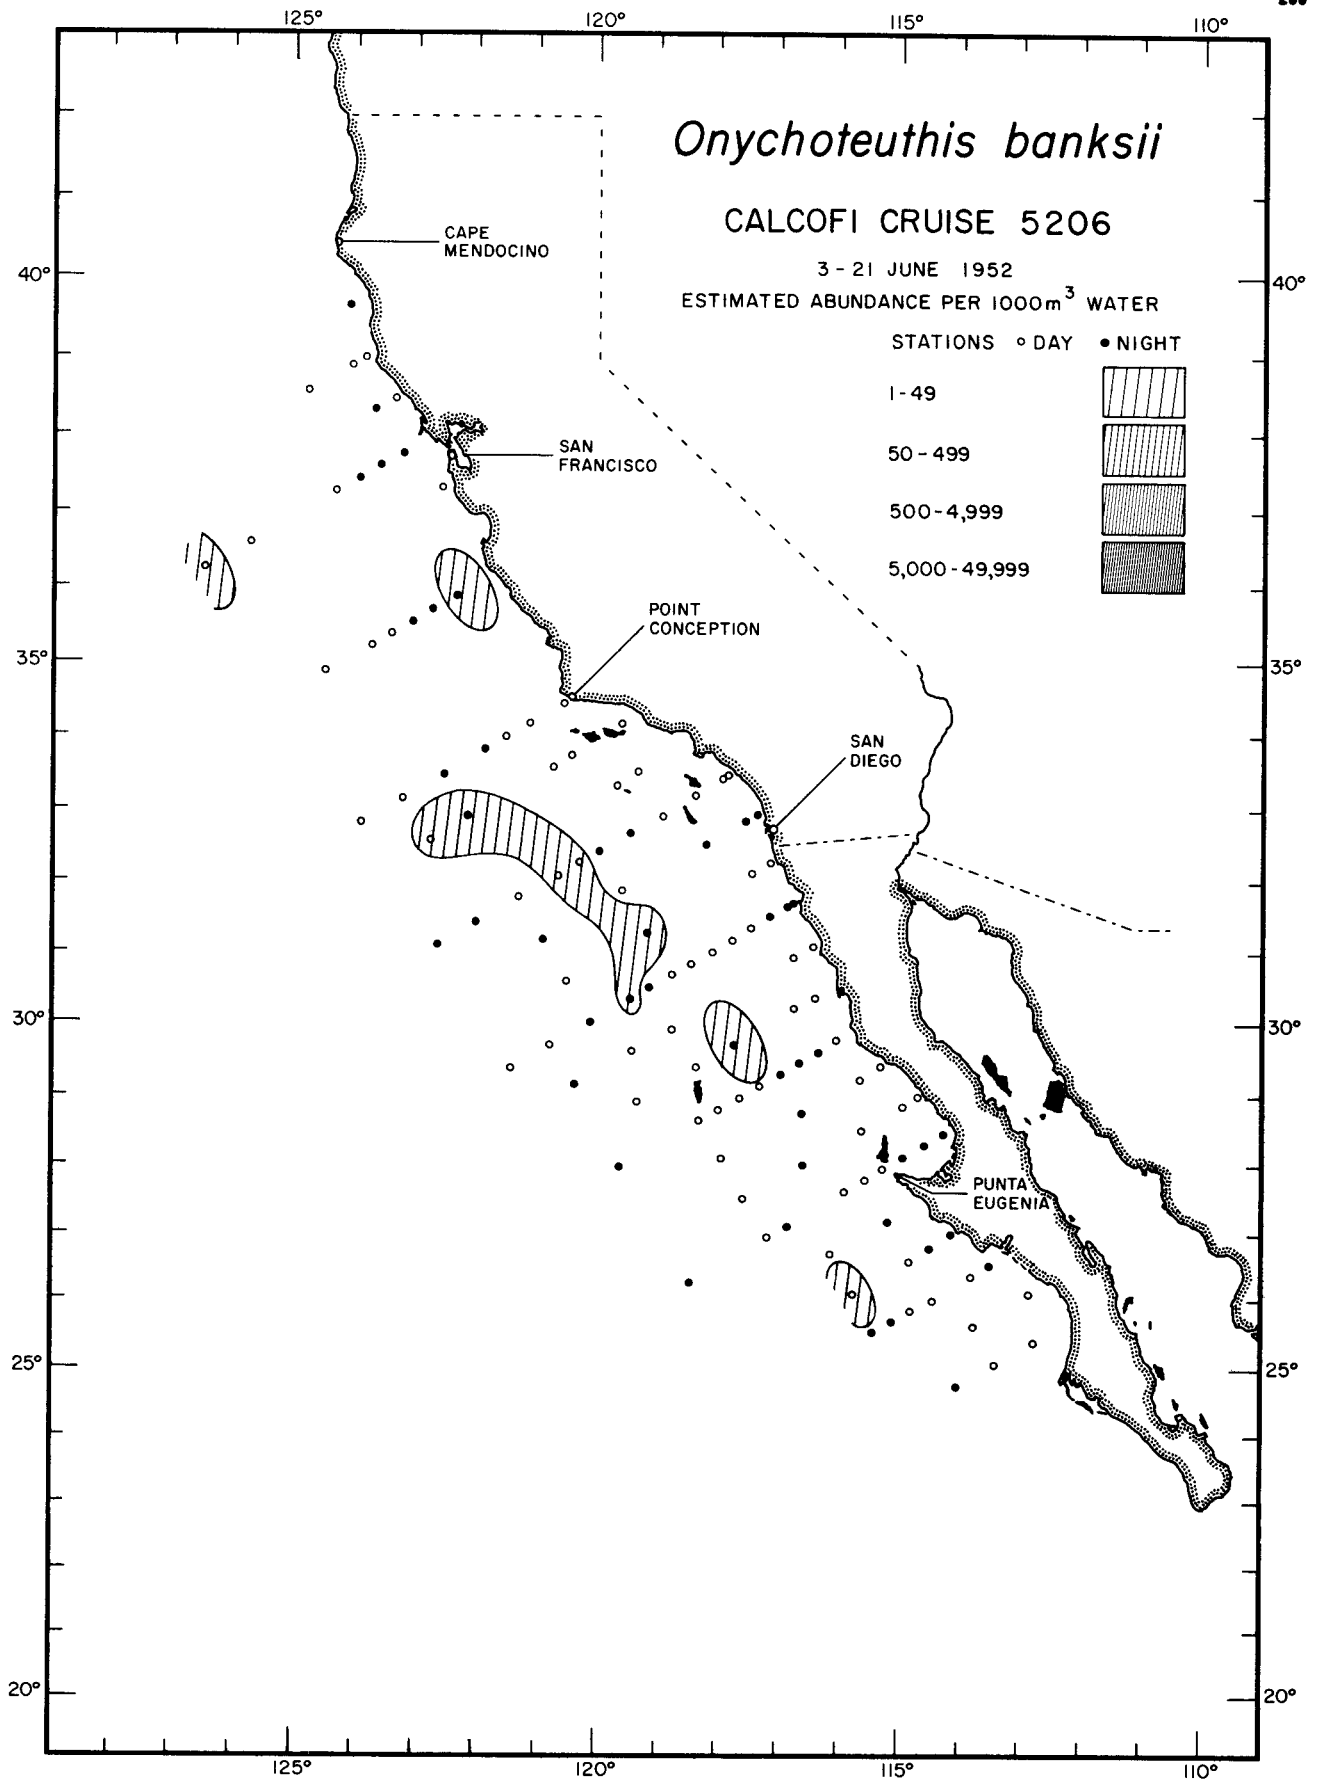 125° 120° 115° 110°
Onychoteuthis banksii
CALCOFI CRUISE 5206
3-21 JUNE 1952
ESTIMATED ABUNDANCE PER 1000m³ WATER
STATIONS ○ DAY ● NIGHT
1-49
50-499
500-4,999
5,000-49,999
CAPE
MENDOCINO
40° 40°
SAN
FRANCISCO
POINT
CONCEPTION
35° 35°
SAN
DIEGO
30° 30°
PUNTA
EUGENIA
25° 25°
20° 20°
125° 120° 115° 110°